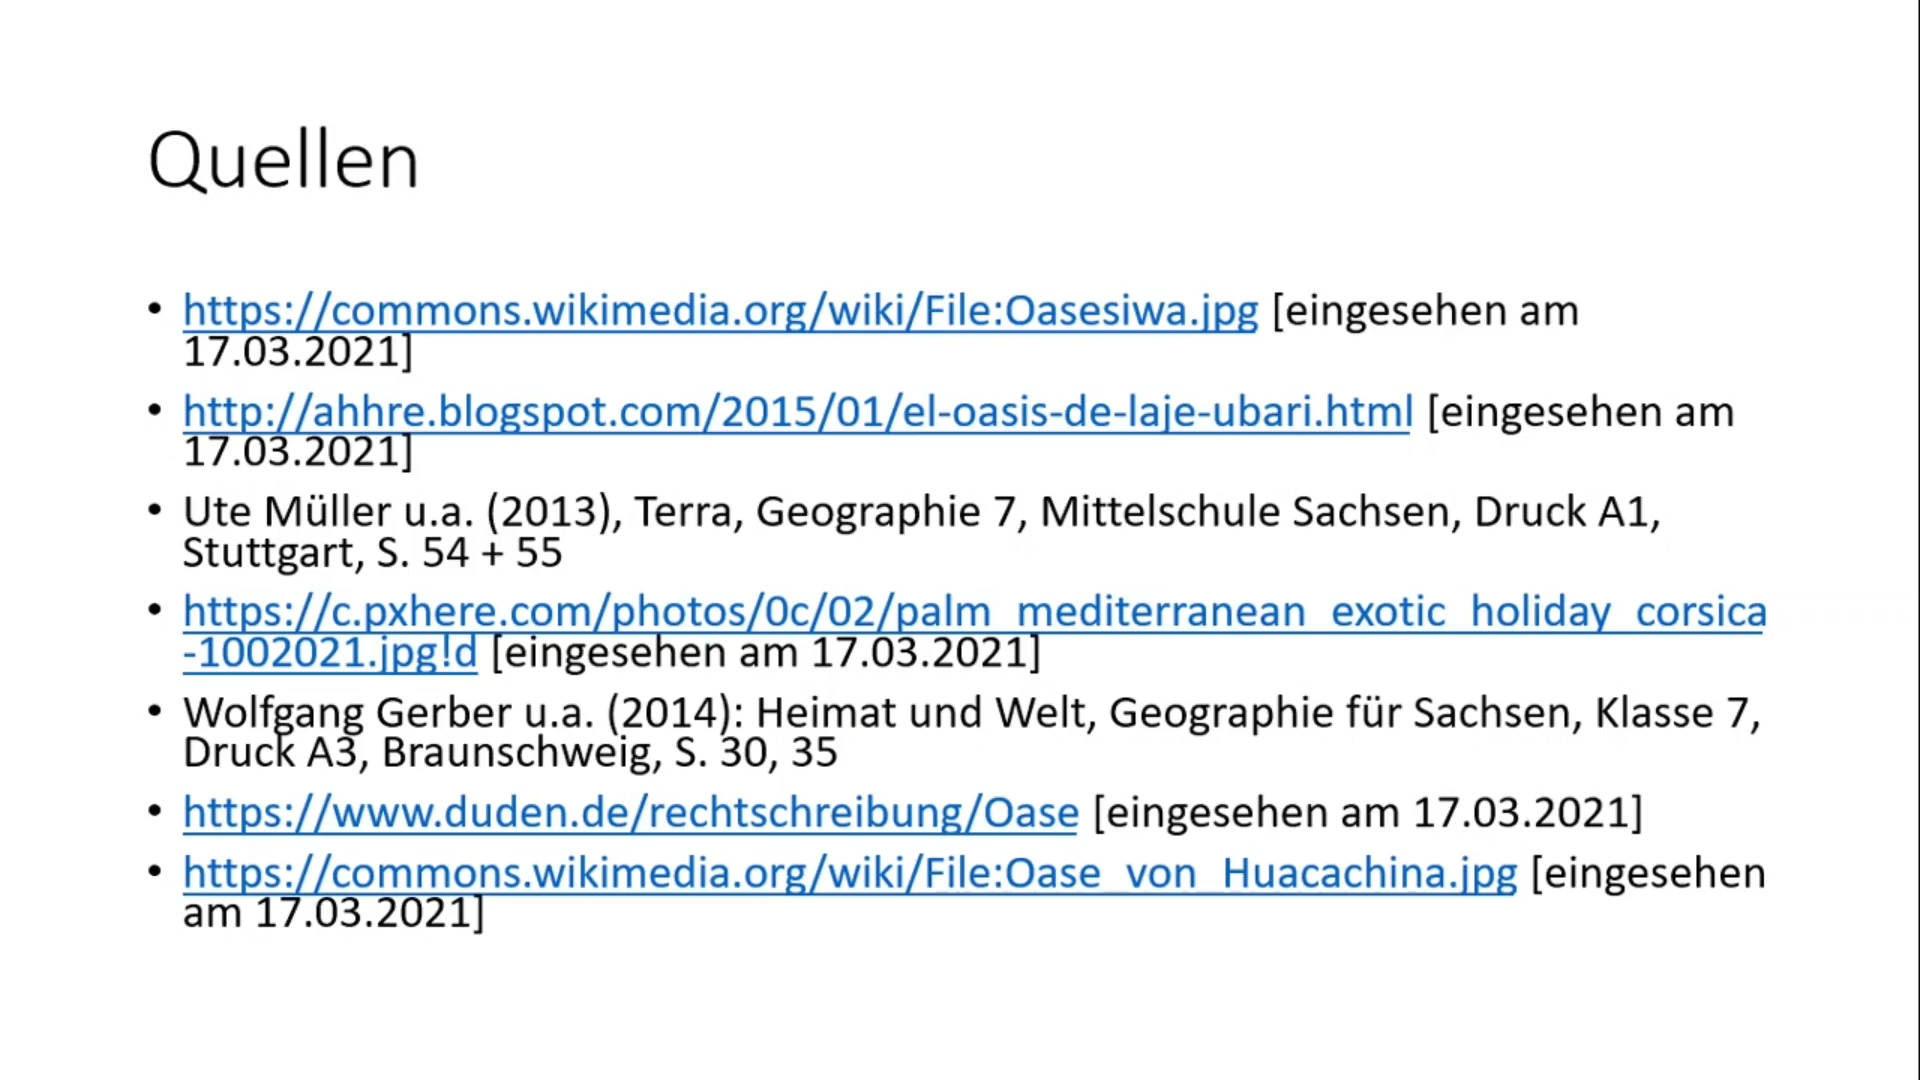 Quellen
• https://commons.wikimedia.org/wiki/File:Oasesiwa.jpg [eingesehen am
17.03.2021]
• http://ahhre.blogspot.com/2015/01/el-oasis-de-laje-ubari.html [eingesehen am
17.03.2021]
• Ute Müller u.a. (2013), Terra, Geographie 7, Mittelschule Sachsen, Druck A1,
Stuttgart, S. 54 + 55
• https://c.pxhere.com/photos/0c/02/palm_mediterranean_exotic_holiday_corsica
-1002021.jpg!d [eingesehen am 17.03.2021]
• Wolfgang Gerber u.a. (2014): Heimat und Welt, Geographie für Sachsen, Klasse 7,
Druck A3, Braunschweig, S. 30, 35
• https://www.duden.de/rechtschreibung/Oase [eingesehen am 17.03.2021]
• https://commons.wikimedia.org/wiki/File:Oase_von_Huacachina.jpg [eingesehen
am 17.03.2021]